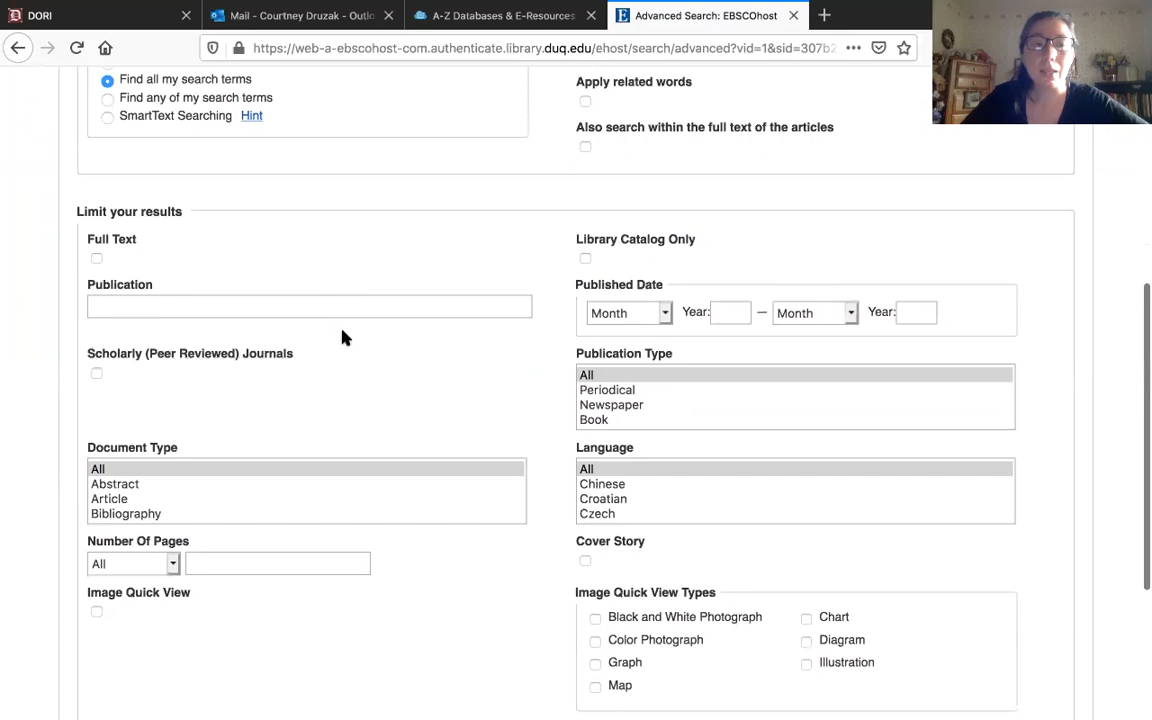 DORI
Mail - Courtney Druzak - Outlo
A-Z Databases & E-Resources
Advanced Search: EBSCOhost
https://web-a-ebscohost-com.authenticate.library.duq.edu/ehost/search/advanced?vid=1&sid=307b2
Find all my search terms
Find any of my search terms
SmartText Searching Hint
Apply related words
Also search within the full text of the articles
Limit your results
Full Text
Library Catalog Only
Publication
Published Date
Month Year: — Month Year:
Scholarly (Peer Reviewed) Journals
Publication Type
All
Periodical
Newspaper
Book
Document Type
All
Abstract
Article
Bibliography
Language
All
Chinese
Croatian
Czech
Number Of Pages
All
Cover Story
Image Quick View
Image Quick View Types
Black and White Photograph
Chart
Color Photograph
Diagram
Graph
Illustration
Map